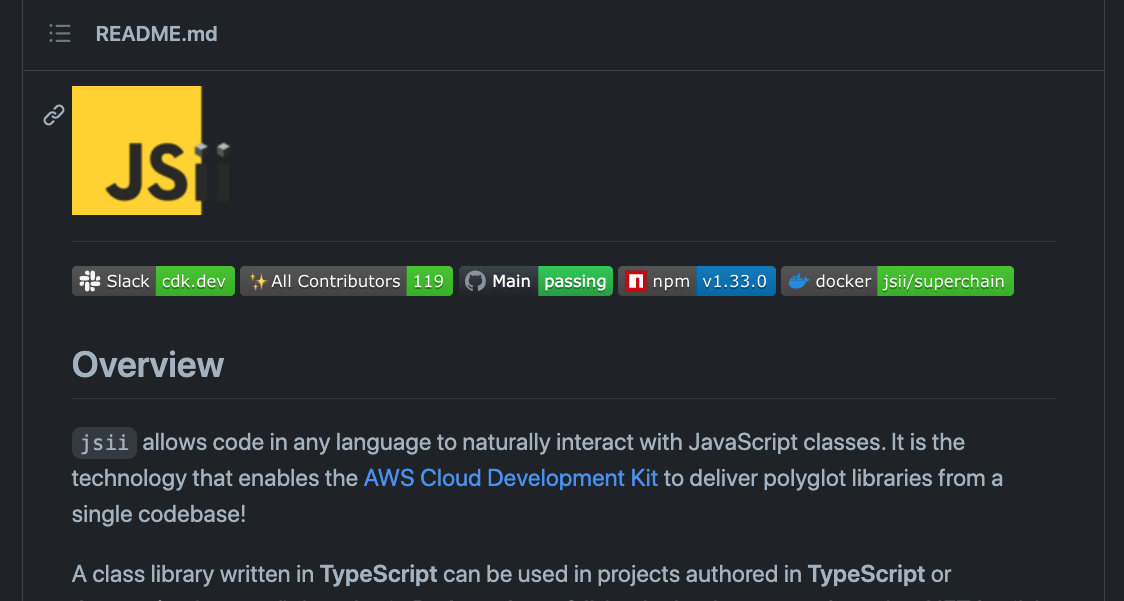 README.md
JSii
Slack cdk.dev All Contributors 119 Main passing npm v1.33.0 docker jsii/superchain
Overview
jsii allows code in any language to naturally interact with JavaScript classes. It is the
technology that enables the AWS Cloud Development Kit to deliver polyglot libraries from a
single codebase!
A class library written in TypeScript can be used in projects authored in TypeScript or